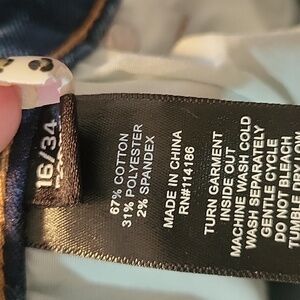 16/34
67% COTTON
31% POLYESTER
2% SPANDEX
MADE IN CHINA
RN#114186
TURN GARMENT
INSIDE OUT
MACHINE WASH COLD
WASH SEPARATELY
GENTLE CYCLE
DO NOT BLEACH
TUMBLE DRY LOW